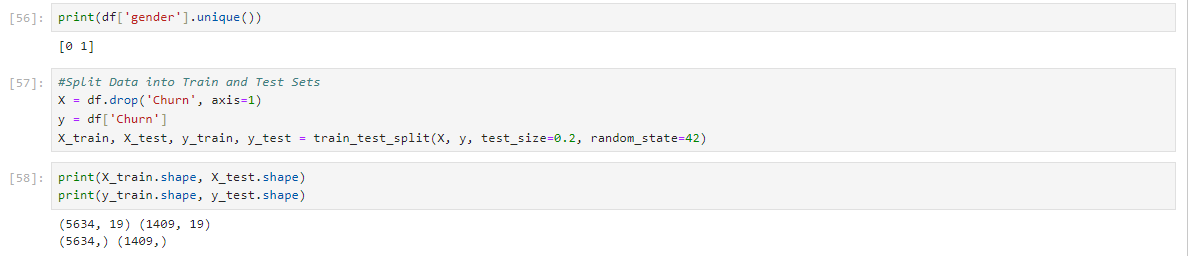 [56]: print(df['gender'].unique())
[0 1]
[57]: #Split Data into Train and Test Sets
X = df.drop('Churn', axis=1)
y = df['Churn']
X_train, X_test, y_train, y_test = train_test_split(X, y, test_size=0.2, random_state=42)
[58]: print(X_train.shape, X_test.shape)
print(y_train.shape, y_test.shape)
(5634, 19) (1409, 19)
(5634,) (1409,)